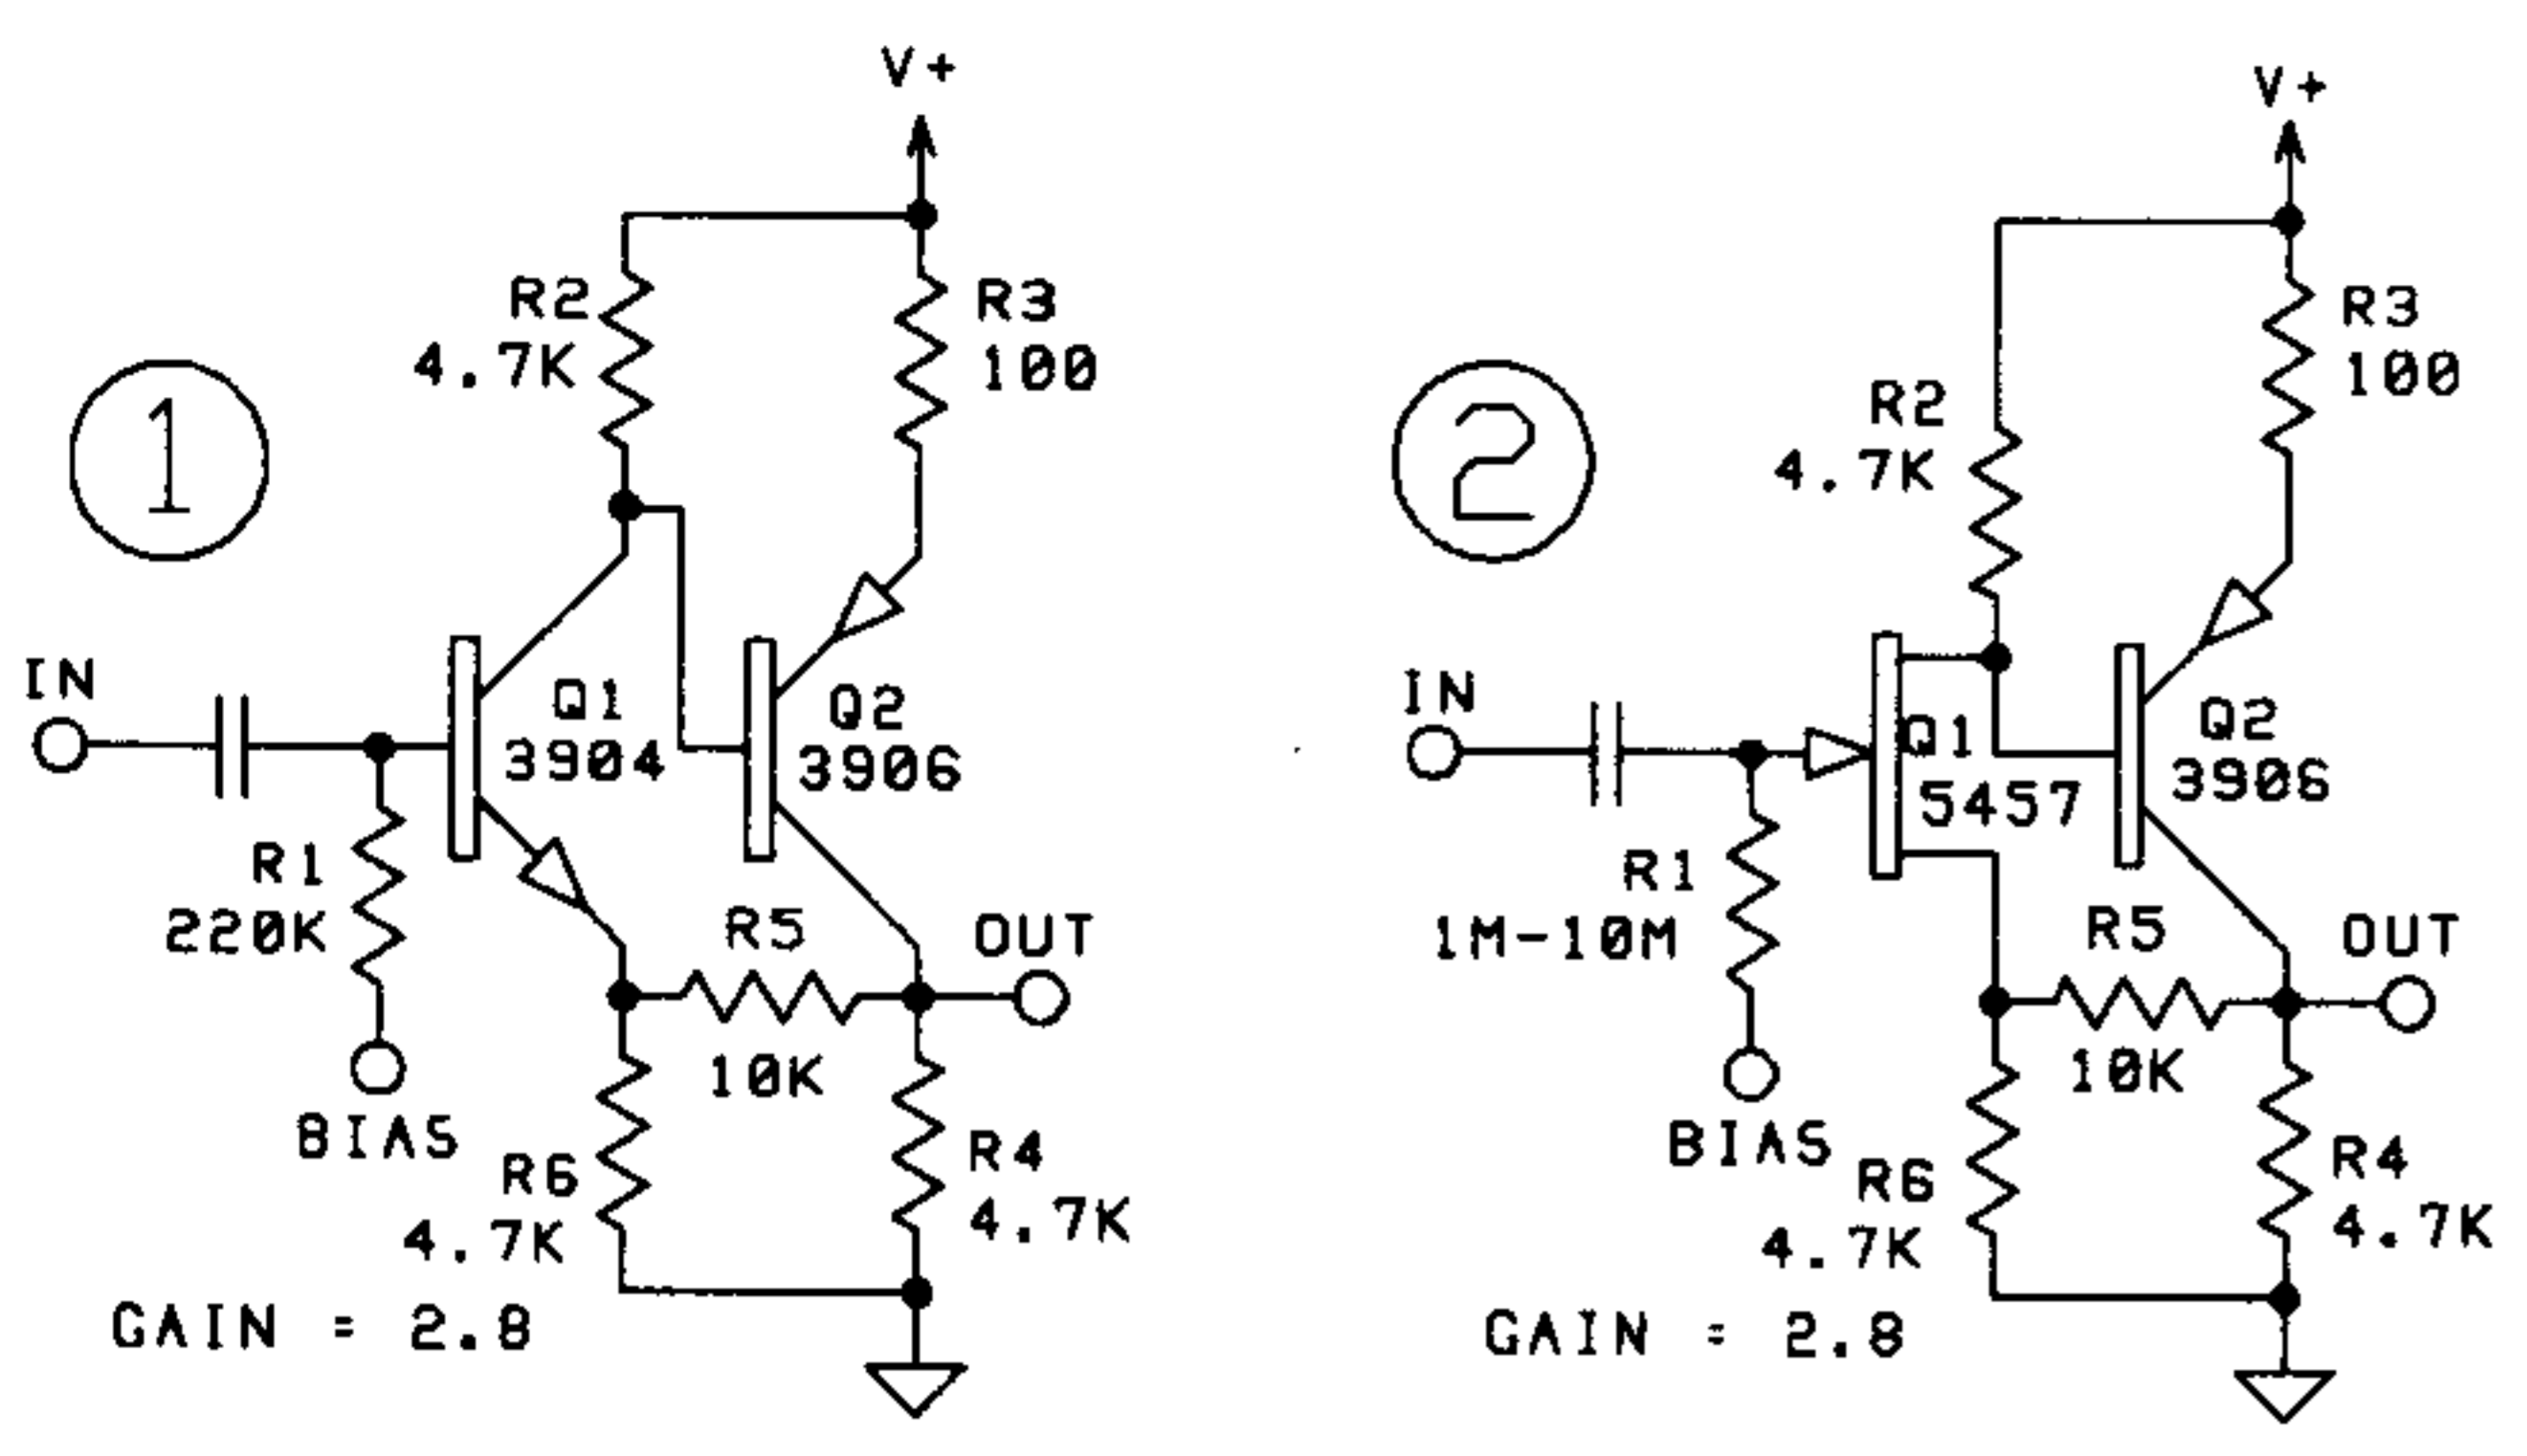 V+
R2
4.7K
R3
100
1
IN
Q1
3904
Q2
3906
R1
220K
BIAS
R5
10K
OUT
R6
4.7K
R4
4.7K
GAIN = 2.8
V+
R2
4.7K
R3
100
2
IN
Q1
5457
Q2
3906
R1
1M-10M
BIAS
R5
10K
OUT
R6
4.7K
R4
4.7K
GAIN = 2.8